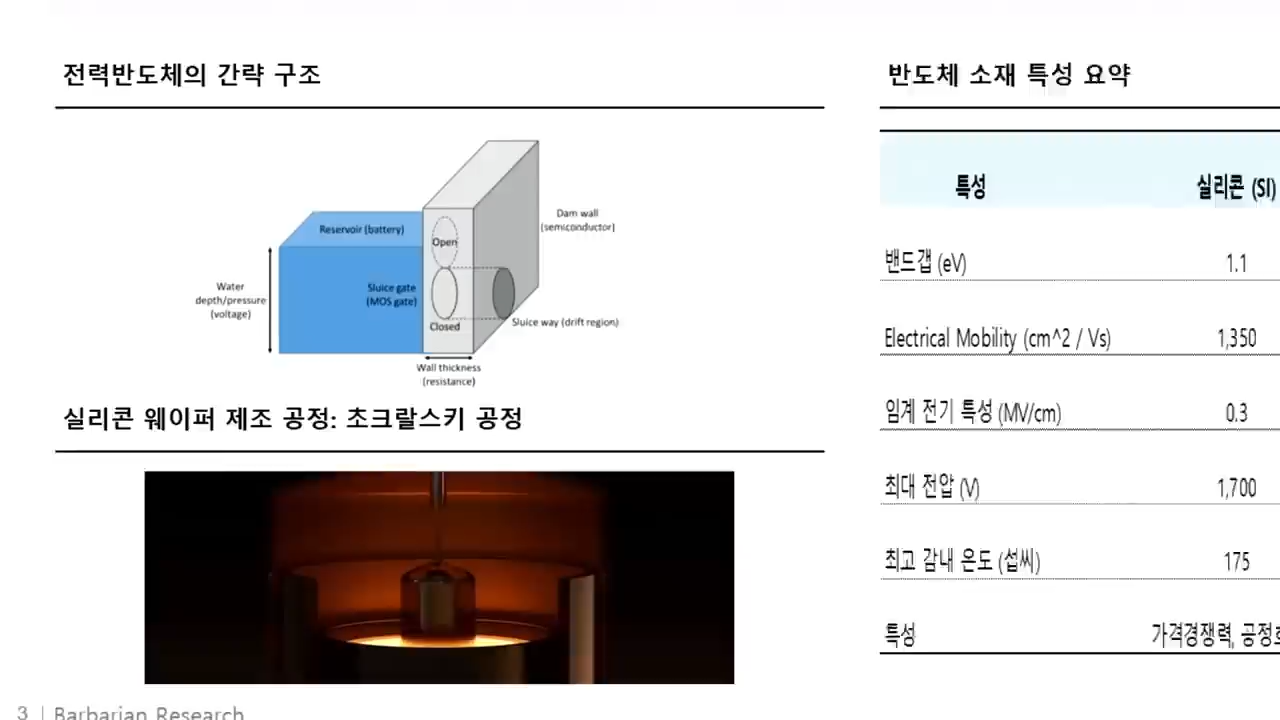 전력반도체의 간략 구조
Reservoir (battery)
Open
Dam wall
(semiconductor)
Water
depth/pressure
(voltage)
Sluice gate
(MOS gate)
Closed
Sluice way (drift region)
Wall thickness
(resistance)
실리콘 웨이퍼 제조 공정: 초크랄스키 공정
반도체 소재 특성 요약
특성 실리콘 (SI)
밴드갭 (eV) 1.1
Electrical Mobility (cm^2 / Vs) 1,350
임계 전기 특성 (MV/cm) 0.3
최대 전압 (V) 1,700
최고 감내 온도 (섭씨) 175
특성 가격경쟁력,
3 | Barbarian Research